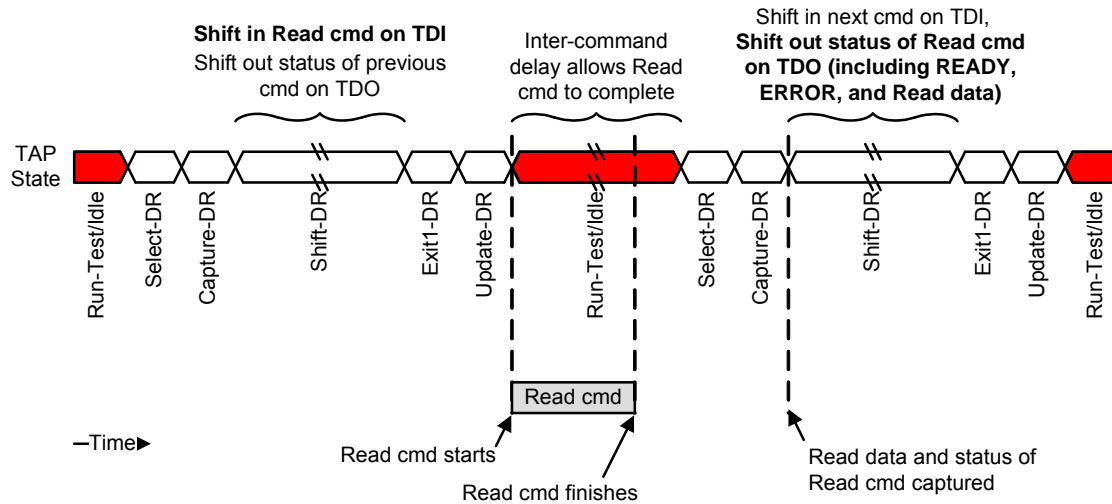 Shift in Read cmd on TDI
Shift out status of previous
cmd on TDO
Inter-command
delay allows Read
cmd to complete
Shift in next cmd on TDI,
Shift out status of Read cmd
on TDO (including READY,
ERROR, and Read data)
TAP
State
Run-Test/Idle
Select-DR
Capture-DR
Shift-DR
Exit1-DR
Update-DR
Run-Test/Idle
Select-DR
Capture-DR
Shift-DR
Exit1-DR
Update-DR
Run-Test/Idle
Read cmd
Time
Read cmd starts
Read cmd finishes
Read data and status of
Read cmd captured